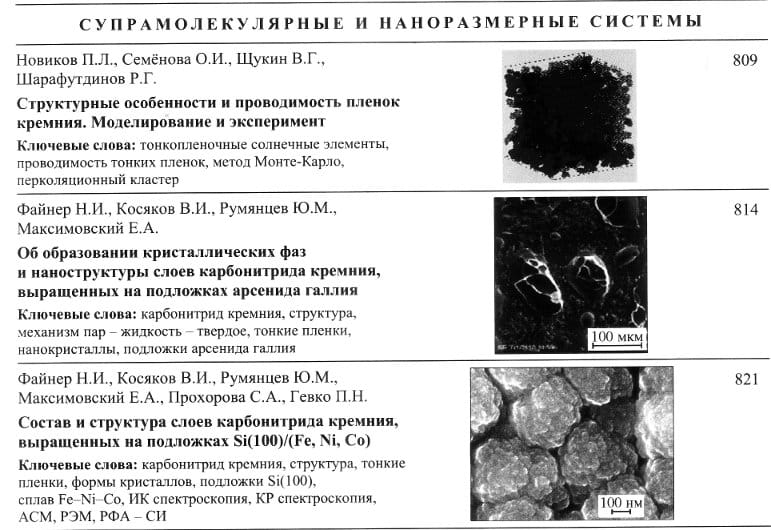 СУПРАМОЛЕКУЛЯРНЫЕ И НАНОРАЗМЕРНЫЕ СИСТЕМЫ
Новиков П.Л., Семёнова О.И., Щукин В.Г.,
Шарафутдинов Р.Г.
809
Структурные особенности и проводимость пленок
кремния. Моделирование и эксперимент
Ключевые слова: тонкопленочные солнечные элементы,
проводимость тонких пленок, метод Монте-Карло,
перколяционный кластер
Файнер Н.И., Косяков В.И., Румянцев Ю.М.,
Максимовский Е.А.
814
Об образовании кристаллических фаз
и наноструктуры слоев карбонитрида кремния,
выращенных на подложках арсенида галлия
Ключевые слова: карбонитрид кремния, структура,
механизм пар – жидкость – твердое, тонкие пленки,
нанокристаллы, подложки арсенида галлия
100 мкм
Файнер Н.И., Косяков В.И., Румянцев Ю.М.,
Максимовский Е.А., Прохорова С.А., Гевко П.Н.
821
Состав и структура слоев карбонитрида кремния,
выращенных на подложках Si(100)/(Fe, Ni, Co)
Ключевые слова: карбонитрид кремния, структура, тонкие
пленки, формы кристаллов, подложки Si(100),
сплав Fe–Ni–Co, ИК спектроскопия, КР спектроскопия,
АСМ, РЭМ, РФА – СИ
100 нм